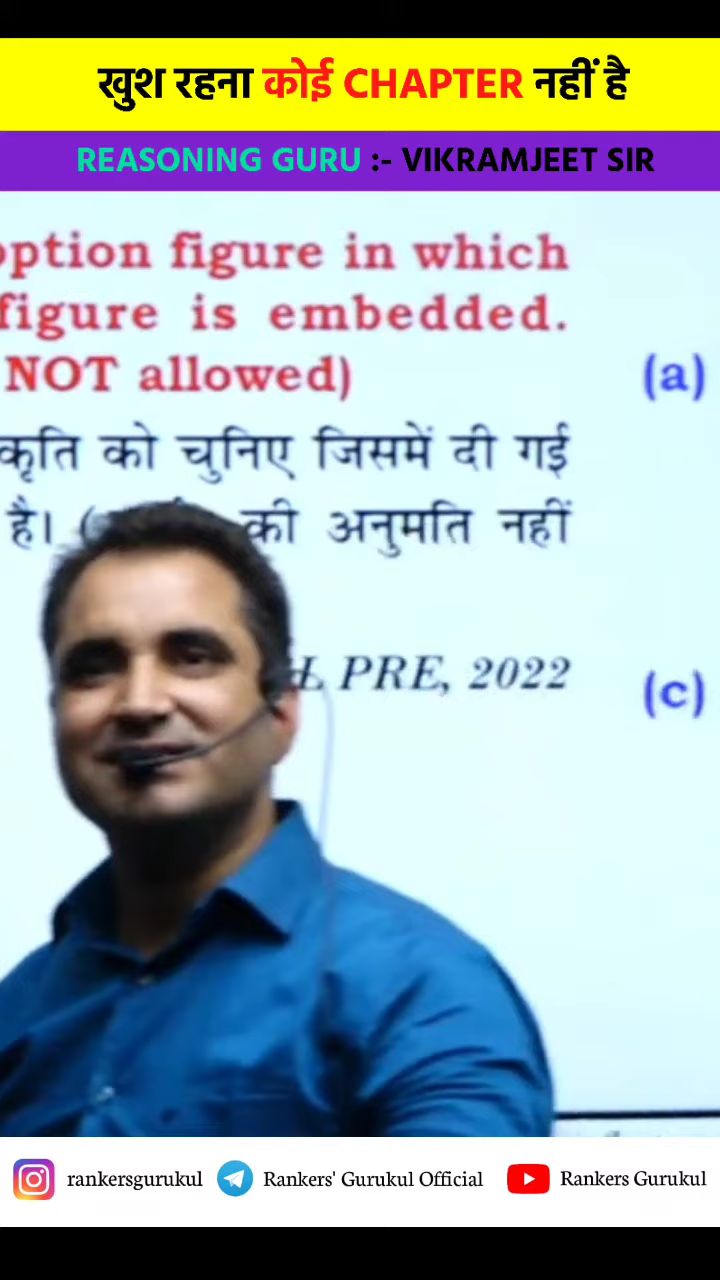 खुश रहना कोई CHAPTER नहीं है
REASONING GURU :- VIKRAMJEET SIR
option figure in which
figure is embedded.
NOT allowed)
(a)
को चुनिए जिसमें दी गई
है। ( की अनुमति नहीं
PRE, 2022
(c)
rankersgurukul
Rankers' Gurukul Official
Rankers Gurukul